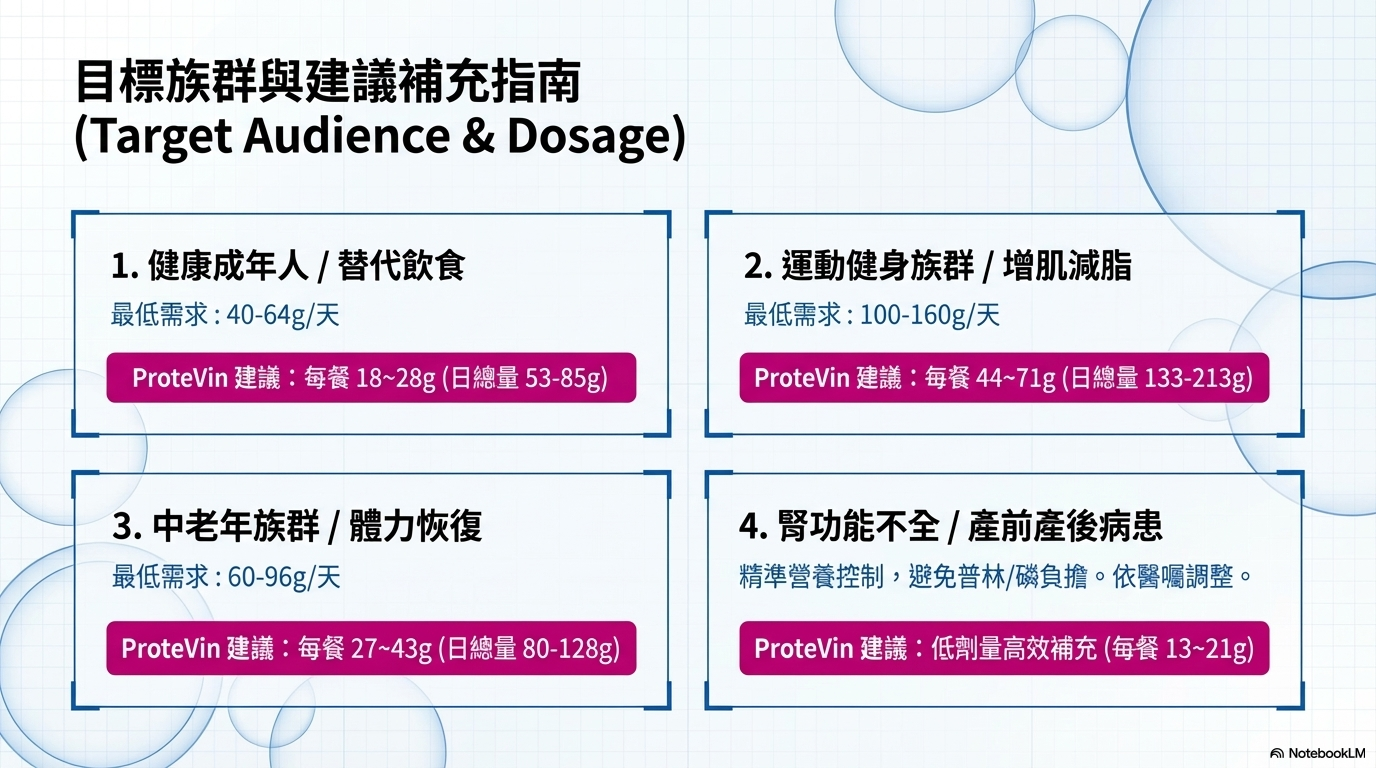 目標族群與建議補充指南
(Target Audience & Dosage)
1. 健康成年人 / 替代飲食
最低需求 : 40-64g/天
ProteVin 建議：每餐 18~28g (日總量 53-85g)
2. 運動健身族群 / 增肌減脂
最低需求 : 100-160g/天
ProteVin 建議：每餐 44~71g (日總量 133-213g)
3. 中老年族群 / 體力恢復
最低需求 : 60-96g/天
ProteVin 建議：每餐 27~43g (日總量 80-128g)
4. 腎功能不全 / 產前產後病患
精準營養控制，避免普林/磷負擔。依醫囑調整。
ProteVin 建議：低劑量高效補充 (每餐 13~21g)
NotebookLM